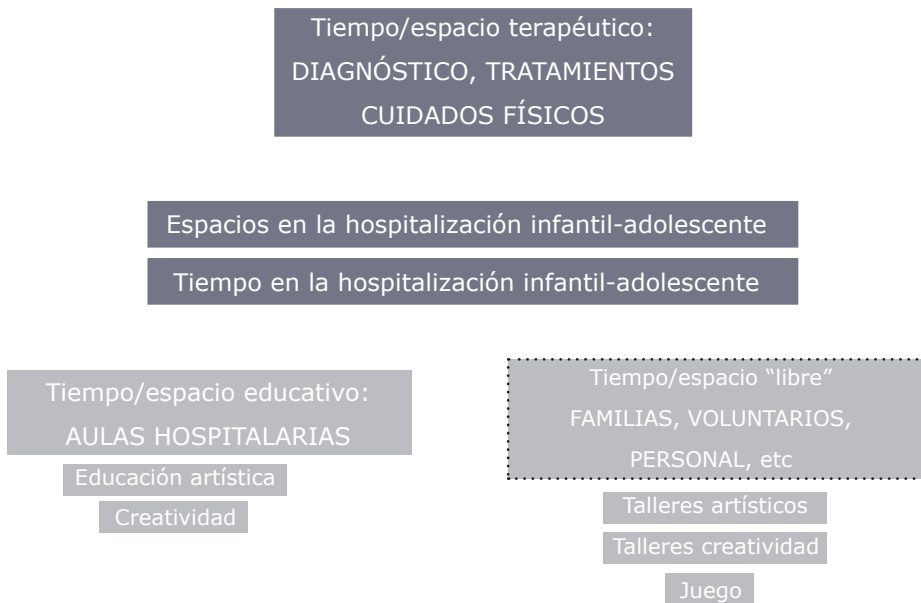 Tiempo/espacio terapéutico:
DIAGNÓSTICO, TRATAMIENTOS
CUIDADOS FÍSICOS
Espacios en la hospitalización infantil-adolescente
Tiempo en la hospitalización infantil-adolescente
Tiempo/espacio educativo:
AULAS HOSPITALARIAS
Educación artística
Creatividad
Tiempo/espacio “libre”
FAMILIAS, VOLUNTARIOS,
PERSONAL, etc
Talleres artísticos
Talleres creatividad
Juego